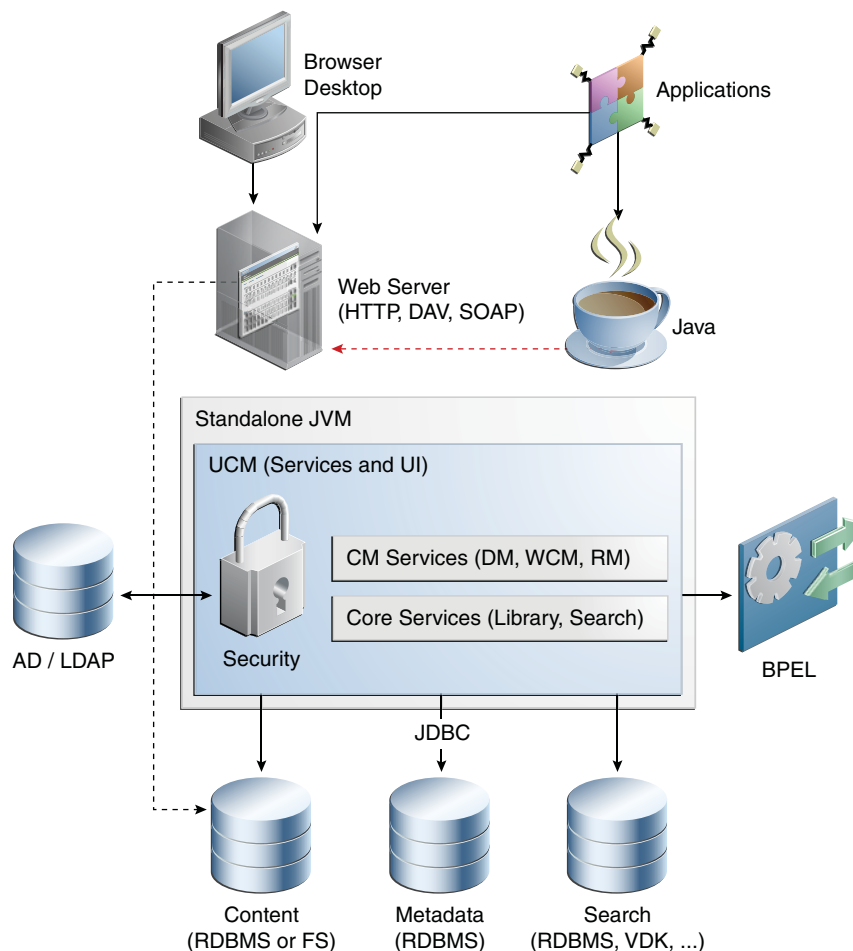 Browser
Desktop
Applications
Web Server
(HTTP, DAV, SOAP)
Java
Standalone JVM
UCM (Services and UI)
CM Services (DM, WCM, RM)
Core Services (Library, Search)
Security
AD / LDAP
BPEL
JDBC
Content
(RDBMS or FS)
Metadata
(RDBMS)
Search
(RDBMS, VDK, ...)